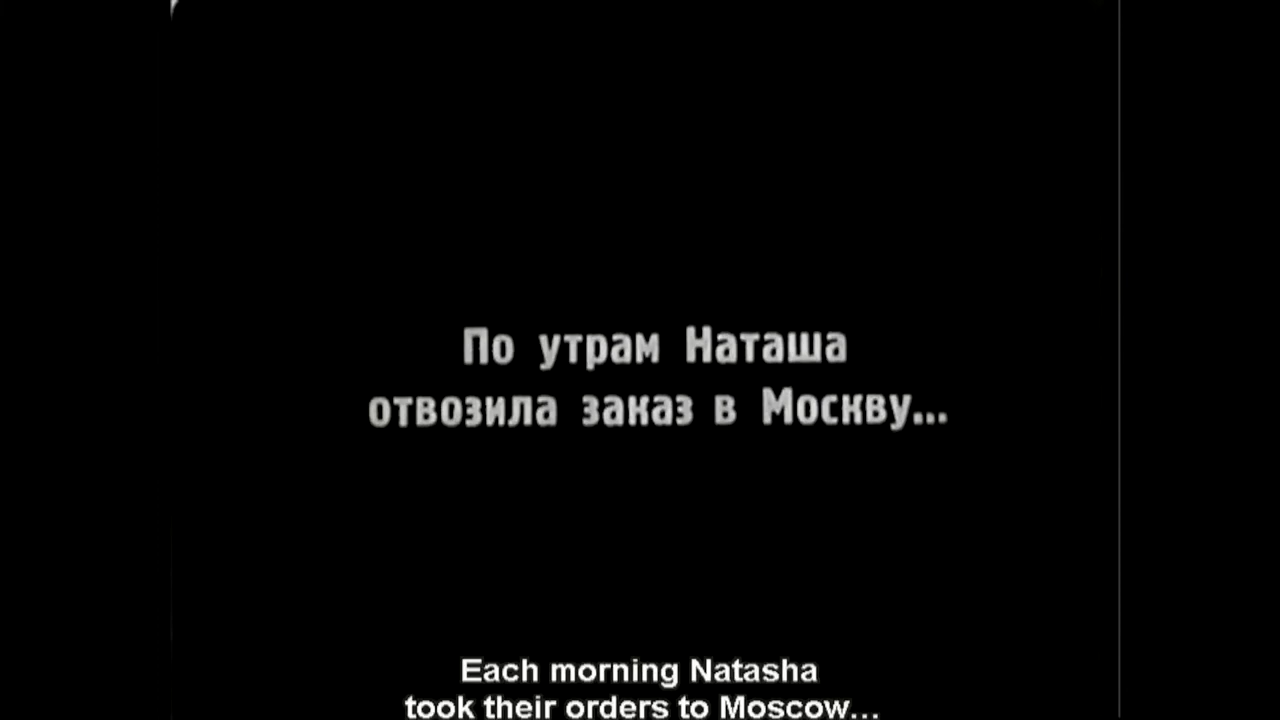 По утрам Наташа
отвозила заказ в Москву...
Each morning Natasha
took their orders to Moscow...